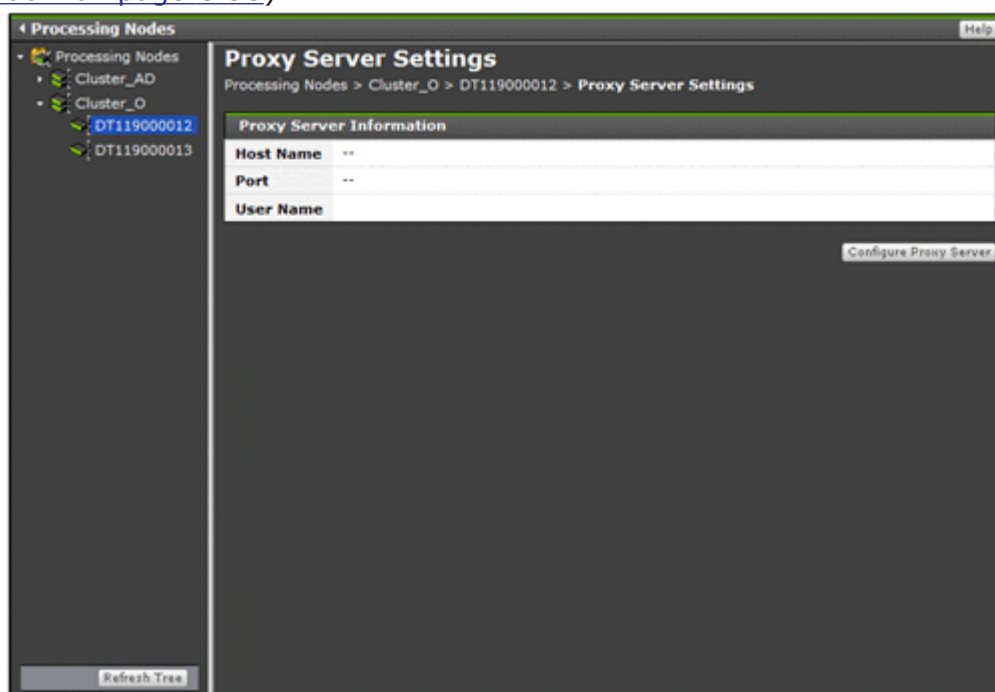 Processing Nodes
Help
Processing Nodes
Cluster_AD
Cluster_O
DT119000012
DT119000013
Refresh Tree
Proxy Server Settings
Processing Nodes > Cluster_O > DT119000012 > Proxy Server Settings
Proxy Server Information
Host Name --
Port --
User Name
Configure Proxy Server